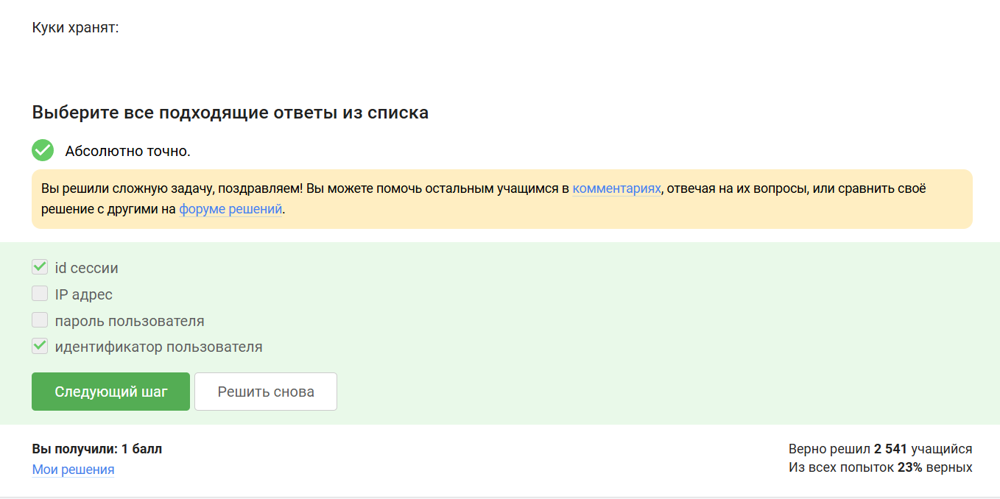 Куки хранят:
Выберите все подходящие ответы из списка
Абсолютно точно.
Вы решили сложную задачу, поздравляем! Вы можете помочь остальным учащимся в комментариях, отвечая на их вопросы, или сравнить своё
решение с другими на форуме решений.
id сессии
IP адрес
пароль пользователя
идентификатор пользователя
Следующий шаг
Решить снова
Вы получили: 1 балл
Мои решения
Верно решил 2 541 учащийся
Из всех попыток 23% верных